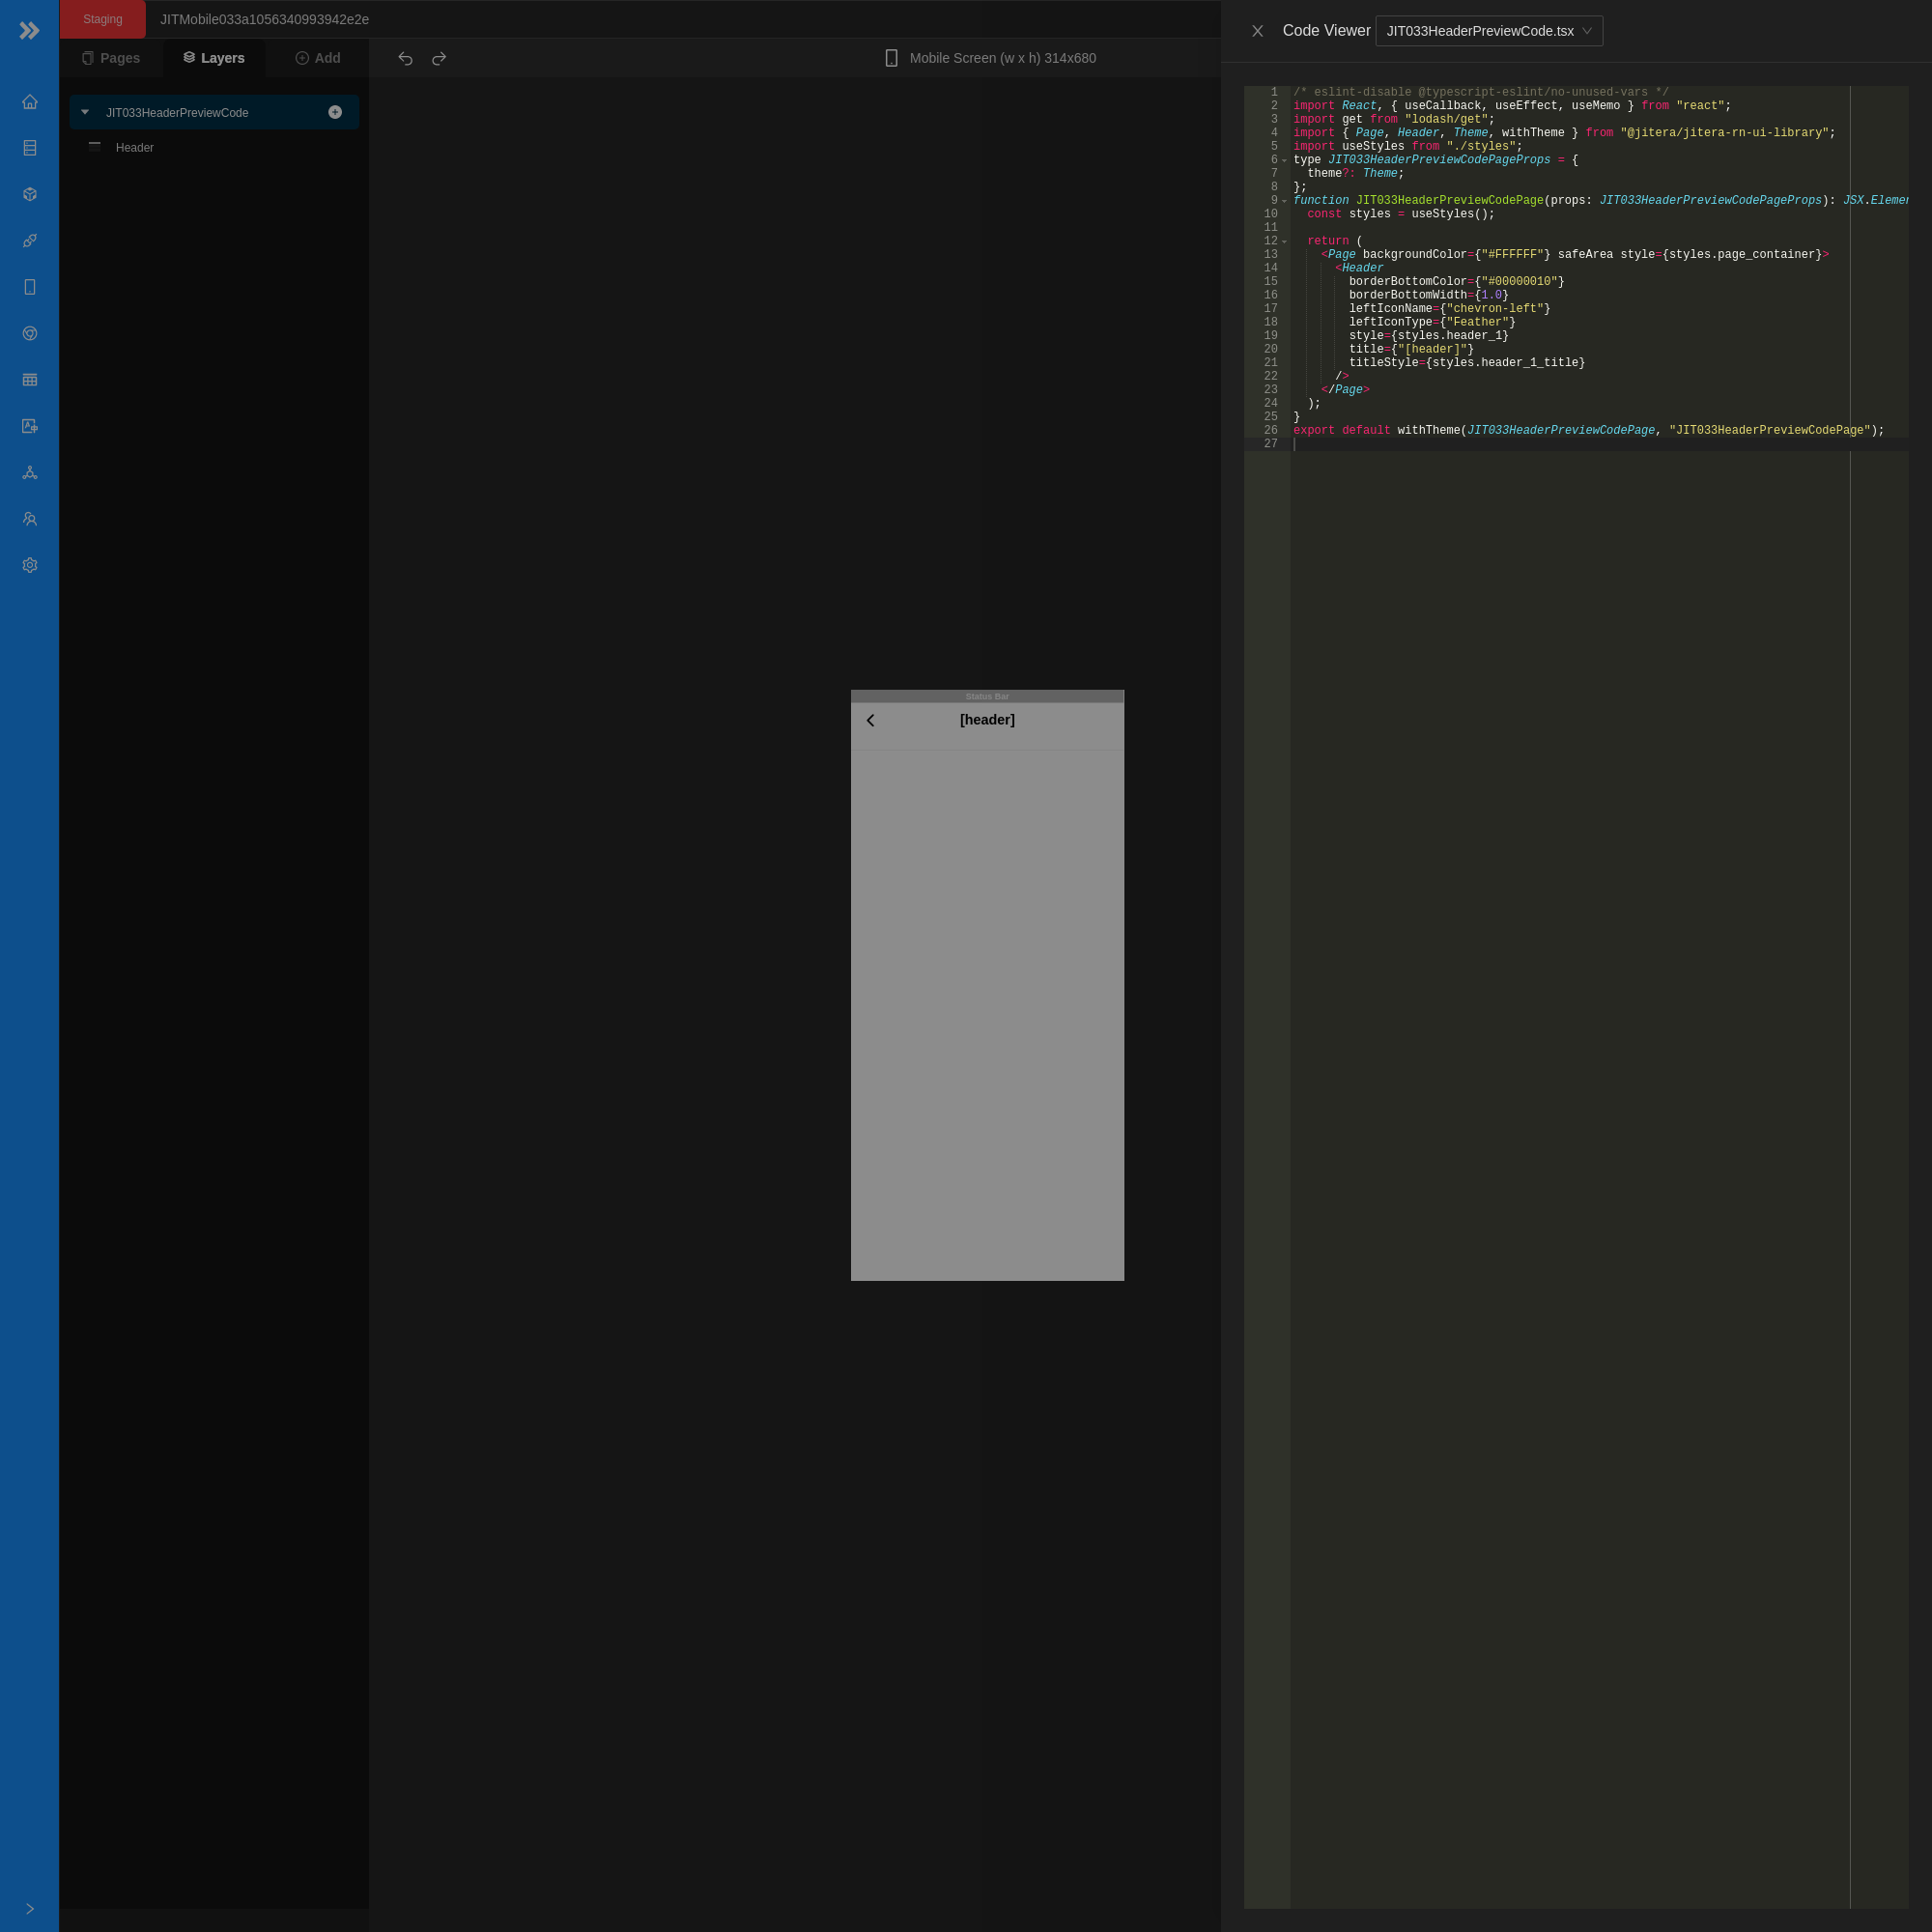 Staging
JITMobile033a1056340993942e2e
Pages
Layers
Add
Mobile Screen (w x h) 314x680
JIT033HeaderPreviewCode
Header
Status Bar
[header]
Code Viewer
JIT033HeaderPreviewCode.tsx
1 /* eslint-disable @typescript-eslint/no-unused-vars */
2 import React, { useCallback, useEffect, useMemo } from "react";
3 import get from "lodash/get";
4 import { Page, Header, Theme, withTheme } from "@jitera/jitera-rn-ui-library";
5 import useStyles from "./styles";
6 type JIT033HeaderPreviewCodePageProps = {
7   theme?: Theme;
8 };
9 function JIT033HeaderPreviewCodePage(props: JIT033HeaderPreviewCodePageProps): JSX.Elemen
10   const styles = useStyles();
11
12   return (
13     <Page backgroundColor={"#FFFFFF"} safeArea style={styles.page_container}>
14       <Header
15         borderBottomColor={"#00000010"}
16         borderBottomWidth={1.0}
17         leftIconName={"chevron-left"}
18         leftIconType={"Feather"}
19         style={styles.header_1}
20         title={"[header]"}
21         titleStyle={styles.header_1_title}
22       />
23     </Page>
24   );
25 }
26 export default withTheme(JIT033HeaderPreviewCodePage, "JIT033HeaderPreviewCodePage");
27